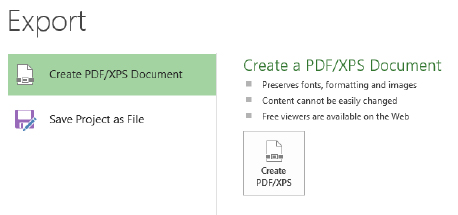 Export
Create PDF/XPS Document
Save Project as File
Create a PDF/XPS Document
Preserves fonts, formatting and images
Content cannot be easily changed
Free viewers are available on the Web
Create
PDF/XPS